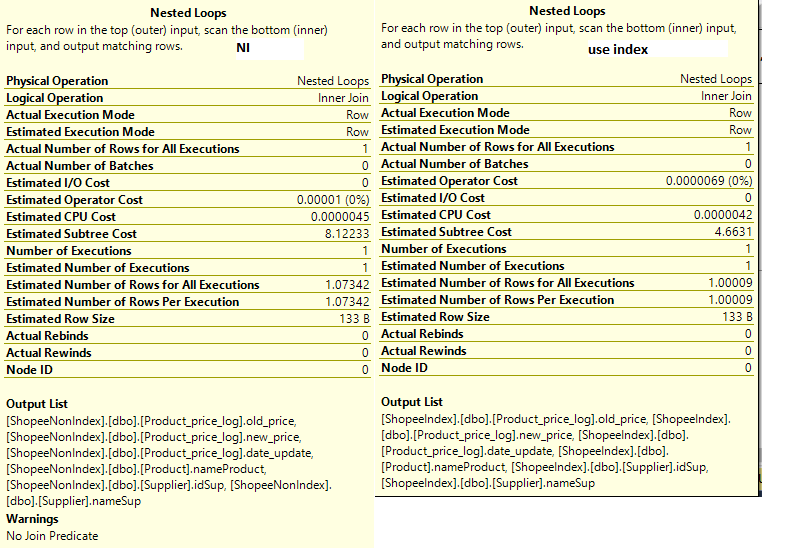 Nested Loops
For each row in the top (outer) input, scan the bottom (inner)
input, and output matching rows.
NI
Physical Operation Nested Loops
Logical Operation Inner Join
Actual Execution Mode Row
Estimated Execution Mode Row
Actual Number of Rows for All Executions 1
Actual Number of Batches 0
Estimated I/O Cost 0
Estimated Operator Cost 0.00001 (0%)
Estimated CPU Cost 0.0000045
Estimated Subtree Cost 8.12233
Number of Executions 1
Estimated Number of Executions 1
Estimated Number of Rows for All Executions 1.07342
Estimated Number of Rows Per Execution 1.07342
Estimated Row Size 133 B
Actual Rebinds 0
Actual Rewinds 0
Node ID 0
Output List
[ShopeeNonIndex].[dbo].[Product_price_log].old_price,
[ShopeeNonIndex].[dbo].[Product_price_log].new_price,
[ShopeeNonIndex].[dbo].[Product_price_log].date_update,
[ShopeeNonIndex].[dbo].[Product].nameProduct,
[ShopeeNonIndex].[dbo].[Supplier].idSup, [ShopeeNonIndex].
[dbo].[Supplier].nameSup
Warnings
No Join Predicate
Nested Loops
For each row in the top (outer) input, scan the bottom (inner) input,
and output matching rows.
use index
Physical Operation Nested Loops
Logical Operation Inner Join
Actual Execution Mode Row
Estimated Execution Mode Row
Actual Number of Rows for All Executions 1
Actual Number of Batches 0
Estimated Operator Cost 0.0000069 (0%)
Estimated I/O Cost 0
Estimated CPU Cost 0.0000042
Estimated Subtree Cost 4.6631
Number of Executions 1
Estimated Number of Executions 1
Estimated Number of Rows for All Executions 1.00009
Estimated Number of Rows Per Execution 1.00009
Estimated Row Size 133 B
Actual Rebinds 0
Actual Rewinds 0
Node ID 0
Output List
[ShopeeIndex].[dbo].[Product_price_log].old_price, [ShopeeIndex].
[dbo].[Product_price_log].new_price, [ShopeeIndex].[dbo].
[Product_price_log].date_update, [ShopeeIndex].[dbo].
[Product].nameProduct, [ShopeeIndex].[dbo].[Supplier].idSup,
[ShopeeIndex].[dbo].[Supplier].nameSup